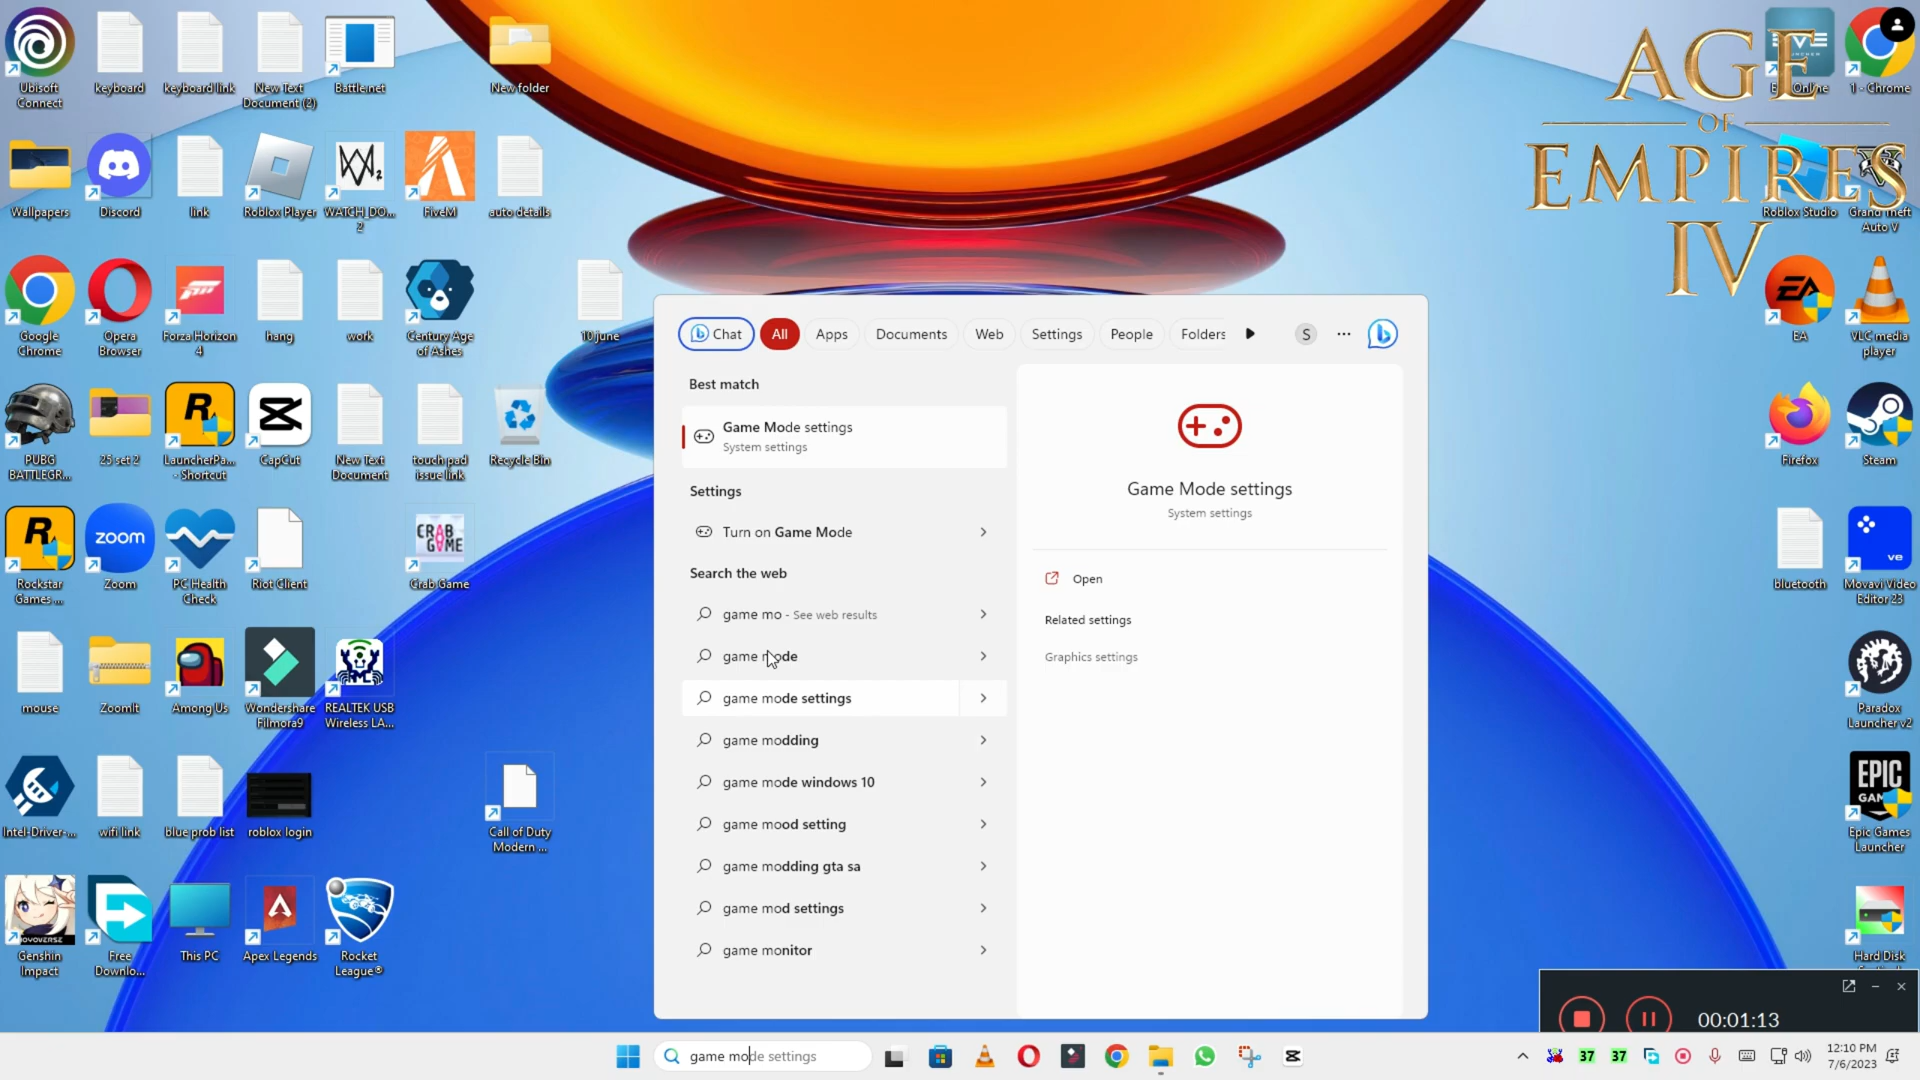 Ubisoft
Connect
keyboard
keyboard link
New Text
Document (2)
Battle.net
New folder
1 - Chrome
AGE
OF
EMPIRES
IV
Wallpapers
Discord
link
Roblox Player
WATCH_DO...
2
FiveM
auto details
Roblox Studio
Grand Theft
Auto V
Google
Chrome
Opera
Browser
Forza Horizon
4
hang
work
Century Age
of Ashes
10 june
EA
VLC media
player
PUBG
BATTLEGR...
25 set 2
LauncherPa...
- Shortcut
CapCut
New Text
Document
touch pad
issue link
Recycle Bin
Firefox
Steam
Rockstar
Games ...
zoom
Zoom
PC Health
Check
Riot Client
CRAB
GAME
Crab Game
bluetooth
ve
Movavi Video
Editor 23
mouse
ZoomIt
Among Us
Wondershare
Filmora9
REALTEK USB
Wireless LA...
Paradox
Launcher v2
Intel-Driver-...
wifi link
blue prob list
roblox login
Call of Duty
Modern ...
EPIC
Epic Games
Launcher
Genshin
Impact
Free
Downlo...
This PC
Apex Legends
Rocket
League®
Hard Disk
Chat
All
Apps
Documents
Web
Settings
People
Folders
S
Best match
Game Mode settings
System settings
Settings
Turn on Game Mode
Search the web
game mo - See web results
game mode
game mode settings
game modding
game mode windows 10
game mood setting
game modding gta sa
game mod settings
game monitor
Game Mode settings
System settings
Open
Related settings
Graphics settings
00:01:13
game mode settings
37
37
12:10 PM
7/6/2023